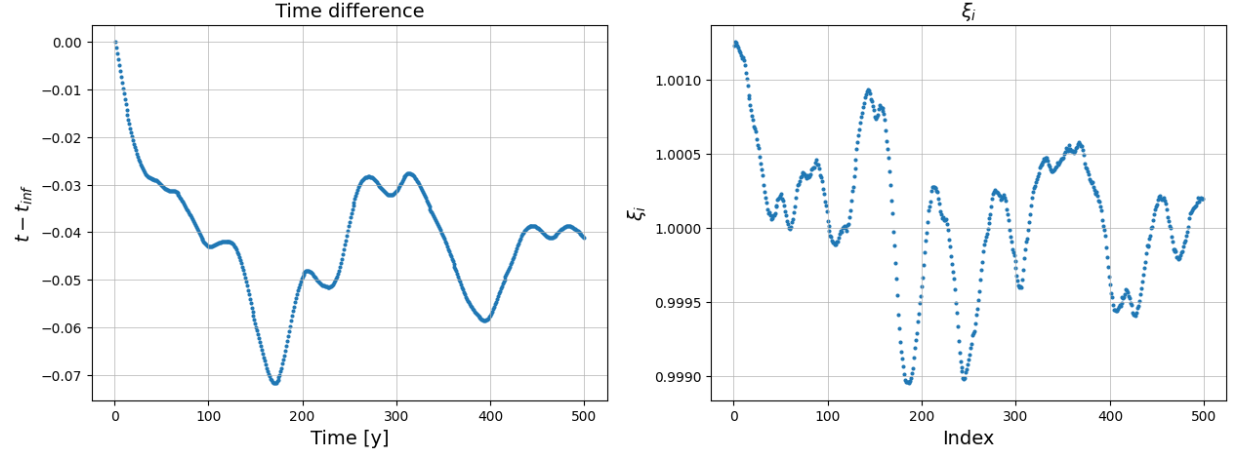 Time difference
0.00
−0.01
−0.02
−0.03
−0.04
−0.05
−0.06
−0.07
t − t_inf
0 100 200 300 400 500
Time [y]
ξ_i
1.0010
1.0005
1.0000
0.9995
0.9990
ξ_i
0 100 200 300 400 500
Index